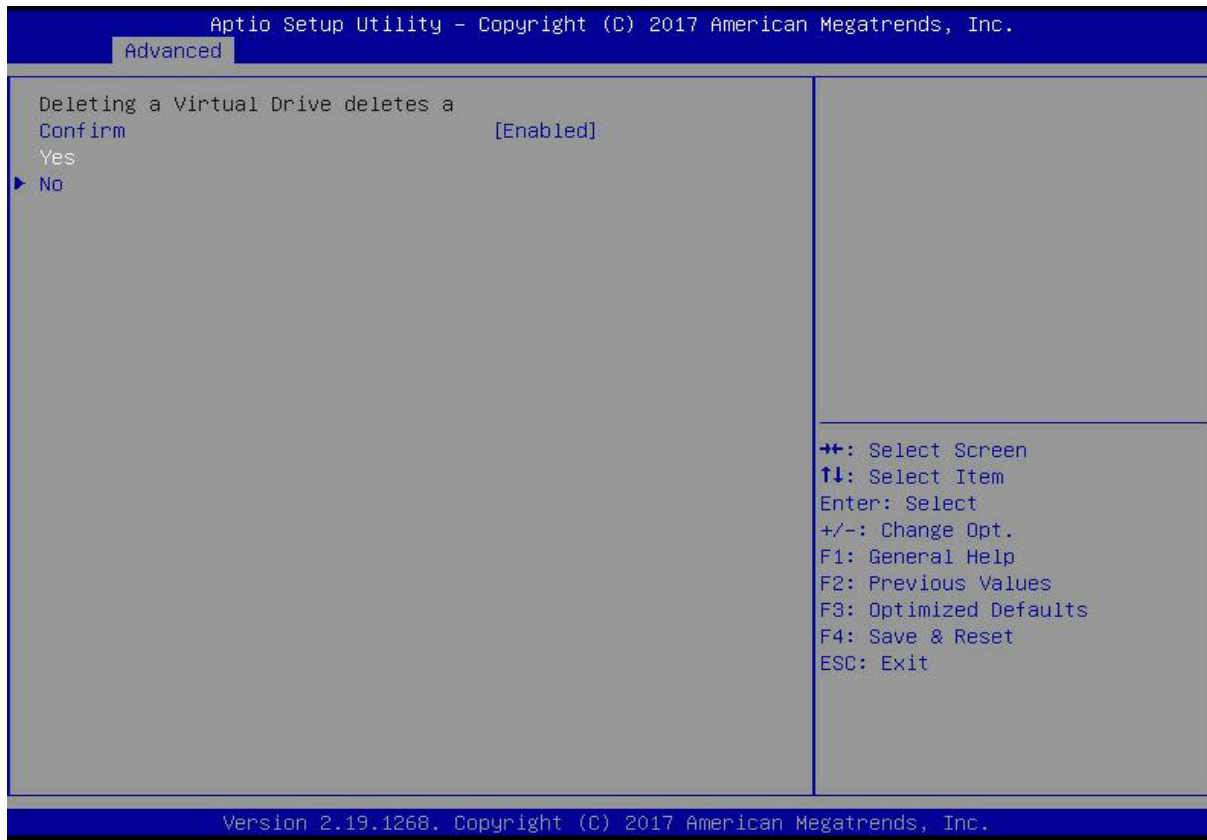 Aptio Setup Utility – Copyright (C) 2017 American Megatrends, Inc.
Advanced
Deleting a Virtual Drive deletes a
Confirm [Enabled]
Yes
▶ No
→←: Select Screen
↑↓: Select Item
Enter: Select
+/-: Change Opt.
F1: General Help
F2: Previous Values
F3: Optimized Defaults
F4: Save & Reset
ESC: Exit
Version 2.19.1268. Copyright (C) 2017 American Megatrends, Inc.